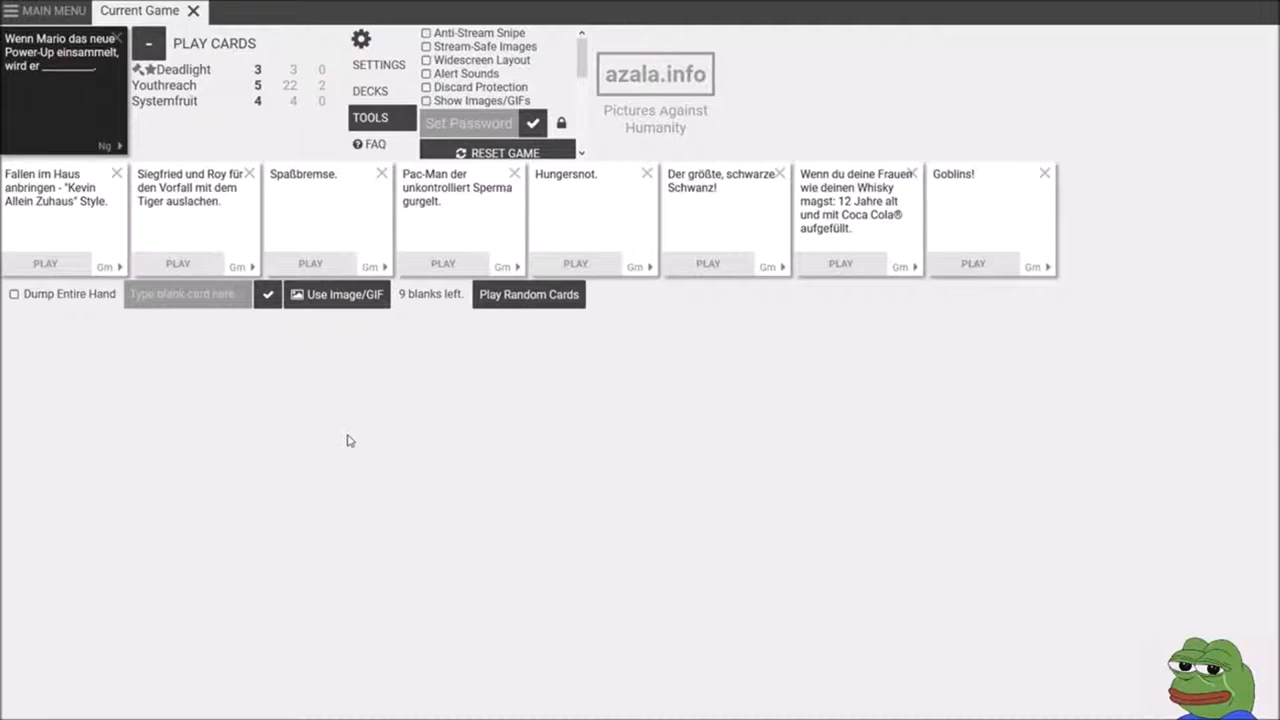 MAIN MENU
Current Game
Wenn Mario das neue
Power-Up einsammelt,
wird er ________.
Ng
-
PLAY CARDS
Deadlight 3 3 0
Youthreach 5 22 2
Systemfruit 4 4 0
SETTINGS
DECKS
TOOLS
FAQ
Anti-Stream Snipe
Stream-Safe Images
Widescreen Layout
Alert Sounds
Discard Protection
Show Images/GIFs
Set Password
RESET GAME
azala.info
Pictures Against
Humanity
Fallen im Haus
anbringen - "Kevin
Allein Zuhaus" Style.
PLAY
Gm
Siegfried und Roy für
den Vorfall mit dem
Tiger auslachen.
PLAY
Gm
Spaßbremse.
PLAY
Gm
Pac-Man der
unkontrolliert Sperma
gurgelt.
PLAY
Gm
Hungersnot.
PLAY
Gm
Der größte, schwarze
Schwanz!
PLAY
Gm
Wenn du deine Frauen
wie deinen Whisky
magst: 12 Jahre alt
und mit Coca Cola®
aufgefüllt.
PLAY
Gm
Goblins!
PLAY
Gm
Dump Entire Hand
Type blank card here
Use Image/GIF
9 blanks left.
Play Random Cards